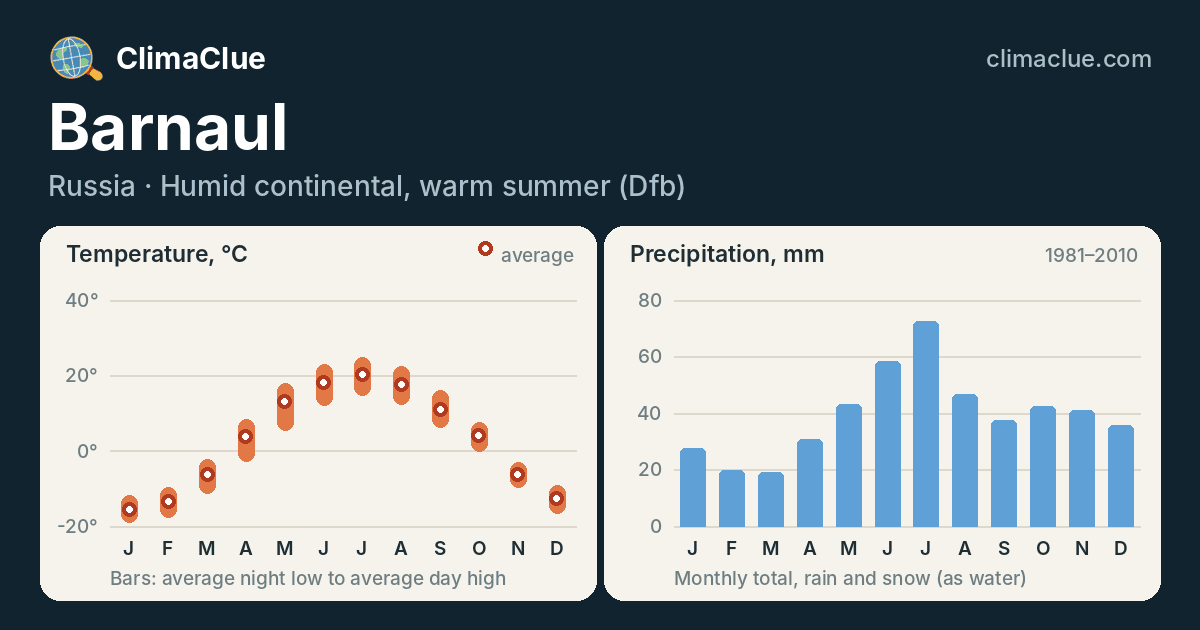 ClimaClue
climaclue.com
Barnaul
Russia · Humid continental, warm summer (Dfb)
Temperature, °C
average
40°
20°
0°
-20°
J F M A M J J A S O N D
Bars: average night low to average day high
Precipitation, mm
1981–2010
80
60
40
20
0
J F M A M J J A S O N D
Monthly total, rain and snow (as water)